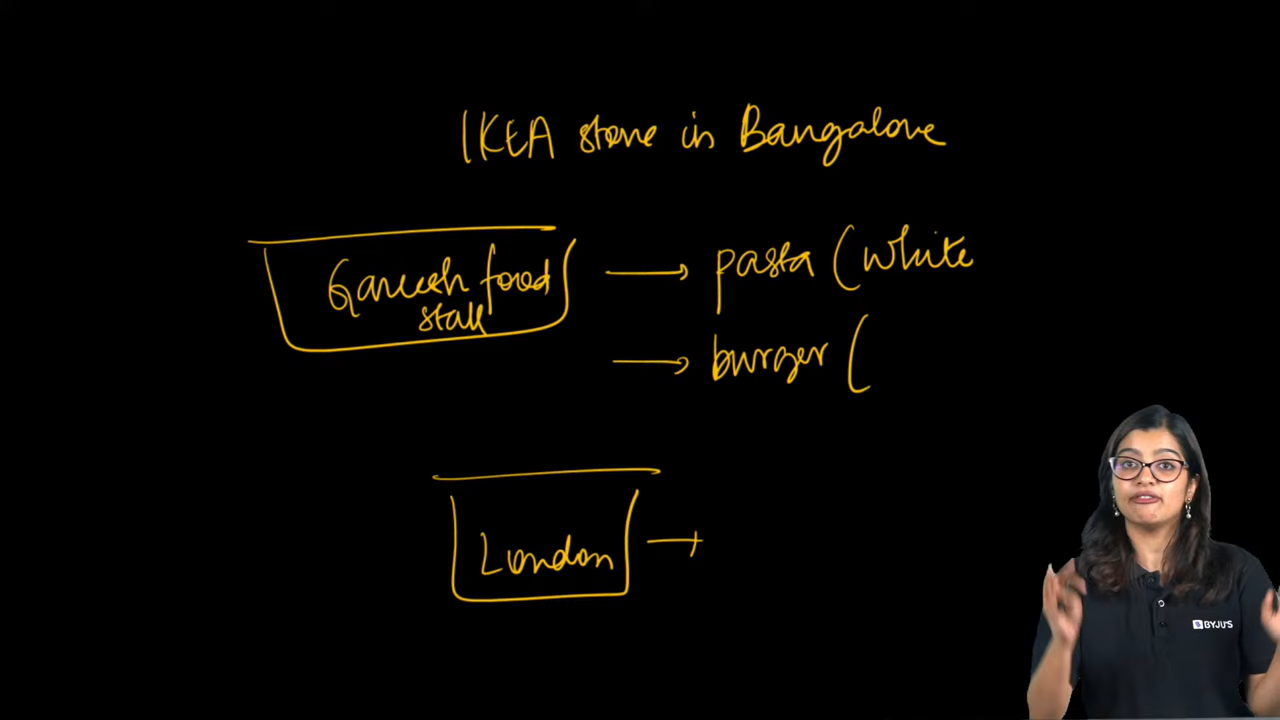 IKEA store in Bangalore
Ganesh food
stall
→ pasta (white
→ burger (
London →
BYJU'S